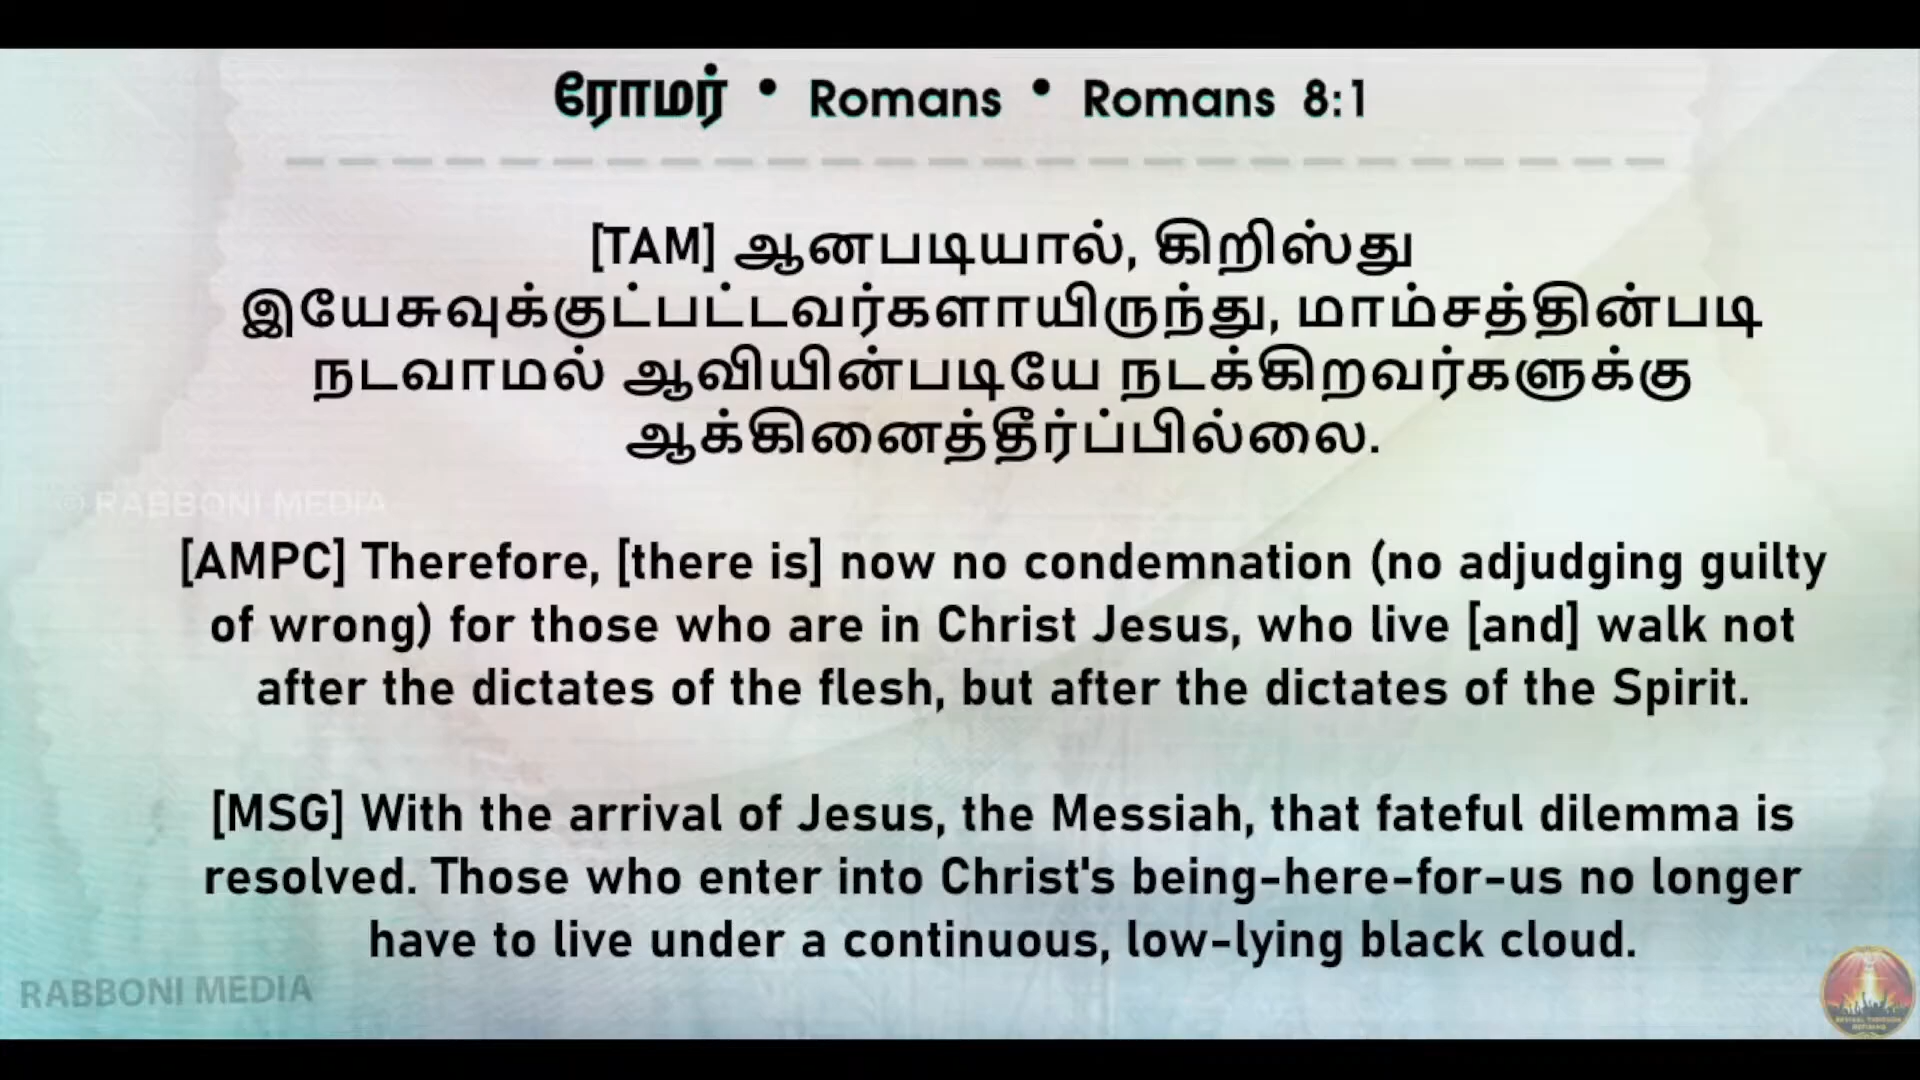 ரோமர் • Romans • Romans 8:1
[TAM] ஆனபடியால், கிறிஸ்து
இயேசுவுக்குட்பட்டவர்களாயிருந்து, மாம்சத்தின்படி
நடவாமல் ஆவியின்படியே நடக்கிறவர்களுக்கு
ஆக்கினைத்தீர்ப்பில்லை.
© RABBONI MEDIA
[AMPC] Therefore, [there is] now no condemnation (no adjudging guilty
of wrong) for those who are in Christ Jesus, who live [and] walk not
after the dictates of the flesh, but after the dictates of the Spirit.
[MSG] With the arrival of Jesus, the Messiah, that fateful dilemma is
resolved. Those who enter into Christ's being-here-for-us no longer
have to live under a continuous, low-lying black cloud.
RABBONI MEDIA